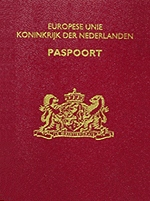 EUROPESE UNIE
KONINKRIJK DER NEDERLANDEN
PASPOORT